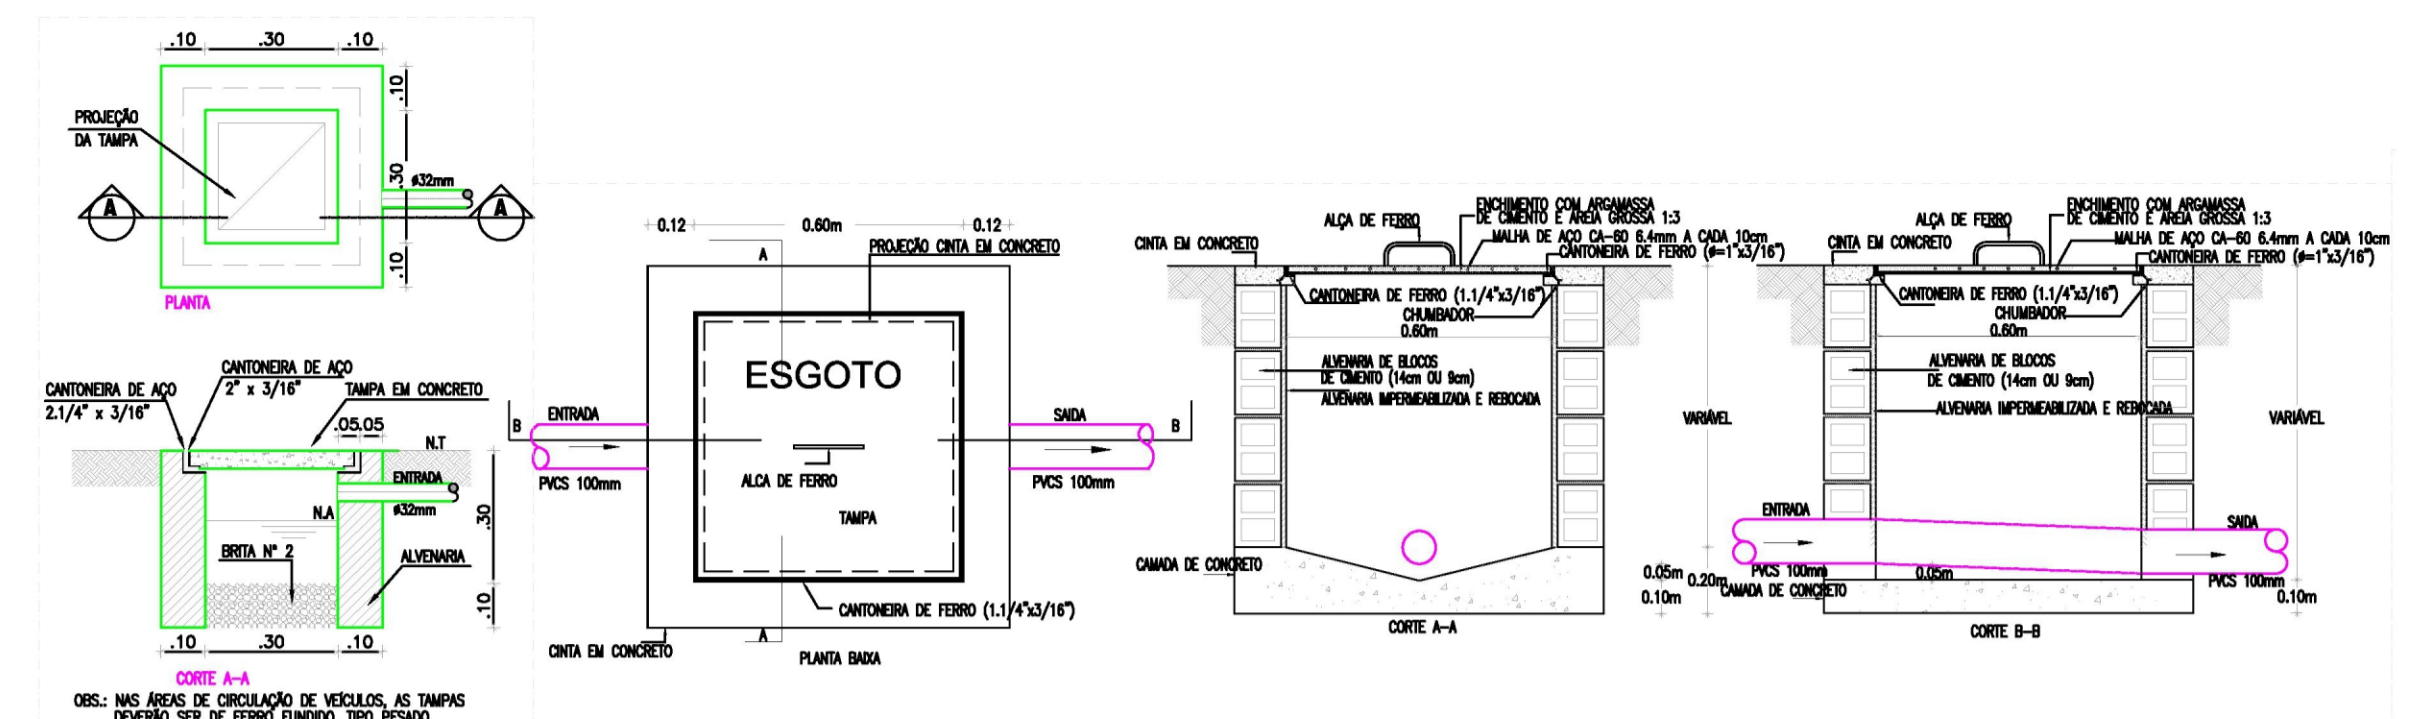 .10
.30
.10
.10
PROJEÇÃO
DA TAMPA
.30
ø32mm
A
A
.10
PLANTA
CANTONEIRA DE AÇO
2" x 3/16"
CANTONEIRA DE AÇO
2.1/4" x 3/16"
TAMPA EM CONCRETO
.05
.05
N.T
ENTRADA
ø32mm
N.A
.30
BRITA N° 2
ALVENARIA
.10
.10
.30
.10
CORTE A-A
OBS.: NAS ÁREAS DE CIRCULAÇÃO DE VEÍCULOS, AS TAMPAS
DEVERÃO SER DE FERRO FUNDIDO, TIPO PESADO
0.12
0.60m
0.12
PROJEÇÃO CINTA EM CONCRETO
A
ESGOTO
B
ENTRADA
SAIDA
B
PVCS 100mm
ALCA DE FERRO
PVCS 100mm
TAMPA
CANTONEIRA DE FERRO (1.1/4"x3/16")
A
CINTA EM CONCRETO
PLANTA BAIXA
ENCHIMENTO COM ARGAMASSA
DE CIMENTO E AREIA GROSSA 1:3
ALÇA DE FERRO
MALHA DE AÇO CA-60 6.4mm A CADA 10cm
CINTA EM CONCRETO
CANTONEIRA DE FERRO (ø=1"x3/16")
CANTONEIRA DE FERRO (1.1/4"x3/16")
CHUMBADOR
0.60m
ALVENARIA DE BLOCOS
DE CIMENTO (14cm OU 9cm)
ALVENARIA IMPERMEABILIZADA E REBOCADA
VARIÁVEL
CAMADA DE CONCRETO
0.05m
0.20m
0.10m
CORTE A-A
ENCHIMENTO COM ARGAMASSA
DE CIMENTO E AREIA GROSSA 1:3
ALÇA DE FERRO
MALHA DE AÇO CA-60 6.4mm A CADA 10cm
CINTA EM CONCRETO
CANTONEIRA DE FERRO (ø=1"x3/16")
CANTONEIRA DE FERRO (1.1/4"x3/16")
CHUMBADOR
0.60m
ALVENARIA DE BLOCOS
DE CIMENTO (14cm OU 9cm)
ALVENARIA IMPERMEABILIZADA E REBOCADA
VARIÁVEL
ENTRADA
SAIDA
PVCS 100mm
0.05m
PVCS 100mm
CAMADA DE CONCRETO
0.10m
CORTE B-B